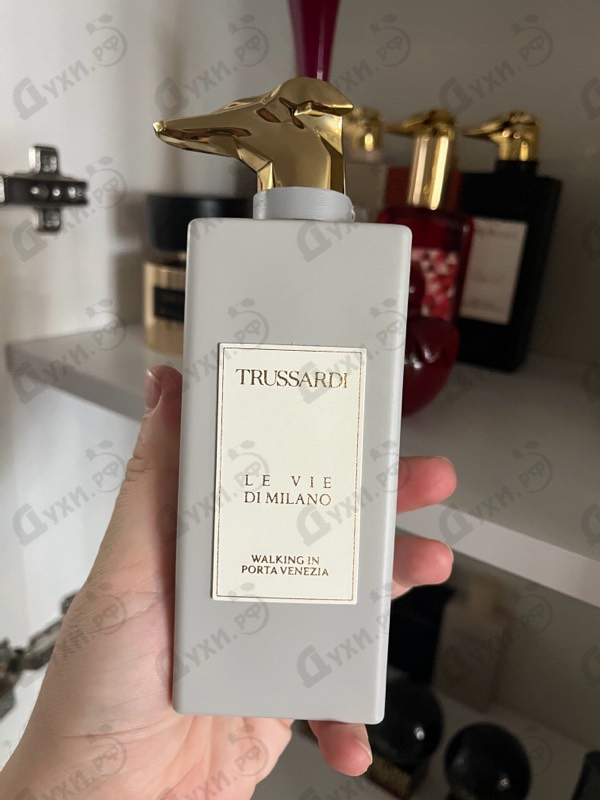 TRUSSARDI
LE VIE
DI MILANO
WALKING IN
PORTA VENEZIA
Духи.рф